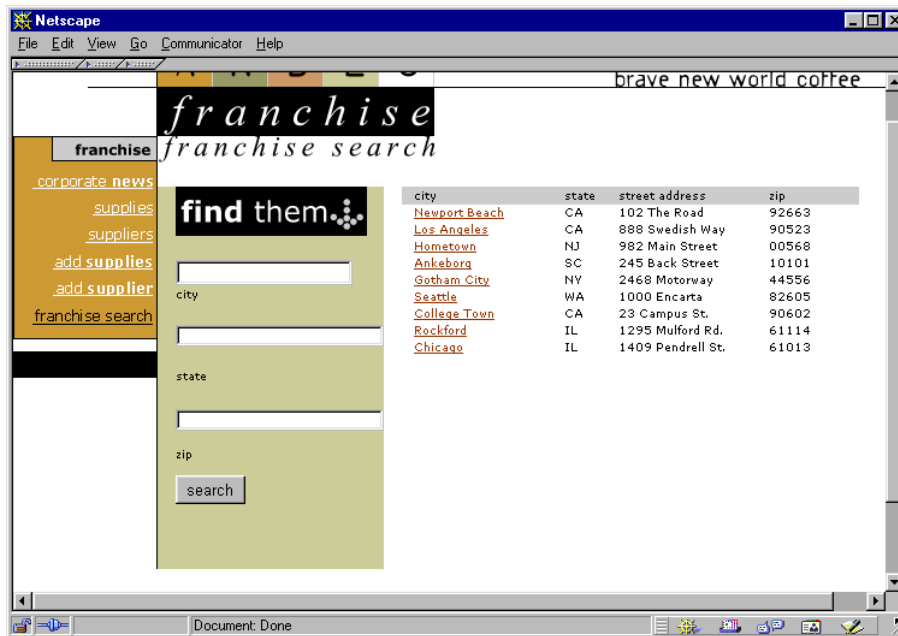 Netscape
File Edit View Go Communicator Help
brave new world coffee
franchise
franchise search
franchise
corporate news
supplies
suppliers
add supplies
add supplier
franchise search
find them
city
state
zip
search
city state street address zip
Newport Beach CA 102 The Road 92663
Los Angeles CA 888 Swedish Way 90523
Hometown NJ 982 Main Street 00568
Ankeborg SC 245 Back Street 10101
Gotham City NY 2468 Motorway 44556
Seattle WA 1000 Encarta 82605
College Town CA 23 Campus St. 90602
Rockford IL 1295 Mulford Rd. 61114
Chicago IL 1409 Pendrell St. 61013
Document: Done